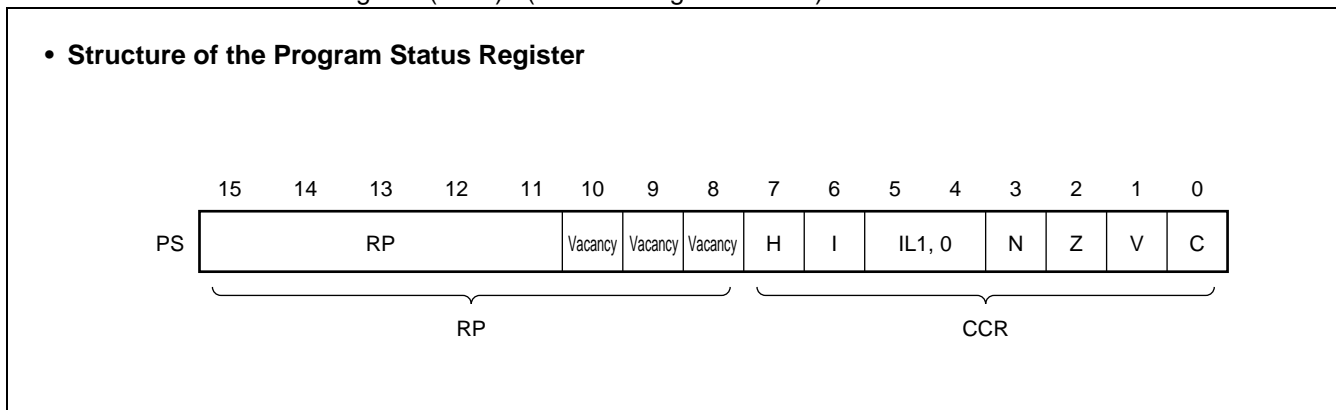 • Structure of the Program Status Register
15 14 13 12 11 10 9 8 7 6 5 4 3 2 1 0
PS RP Vacancy Vacancy Vacancy H I IL1, 0 N Z V C
RP CCR